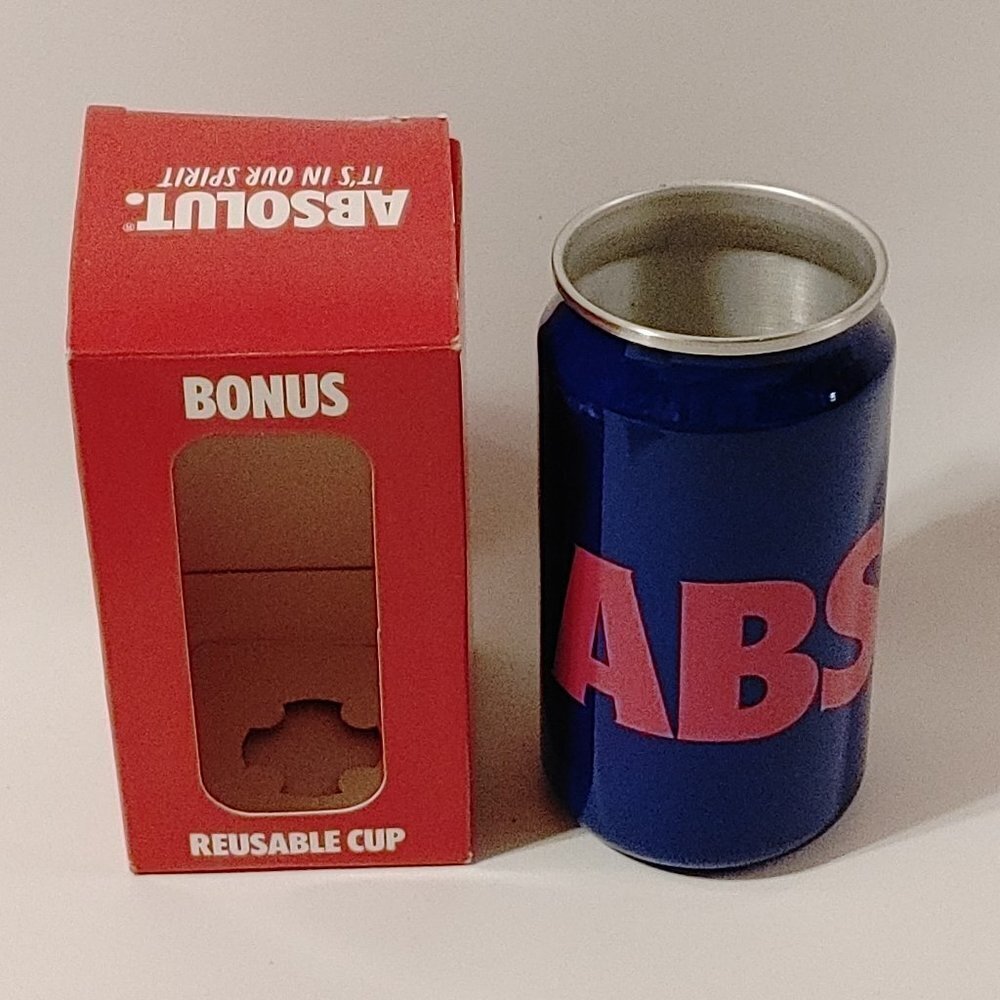 IT'S IN OUR SPIRIT
ABSOLUT.®
BONUS
REUSABLE CUP
ABS